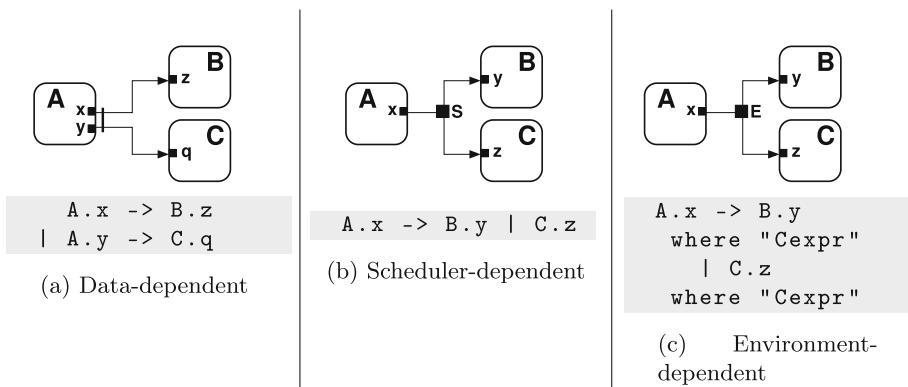 A
x
y
B
z
C
q
A.x -> B.z
| A.y -> C.q
(a) Data-dependent
A
x
S
B
y
C
z
A.x -> B.y | C.z
(b) Scheduler-dependent
A
x
E
B
y
C
z
A.x -> B.y
where "Cexpr"
| C.z
where "Cexpr"
(c) Environment-
dependent